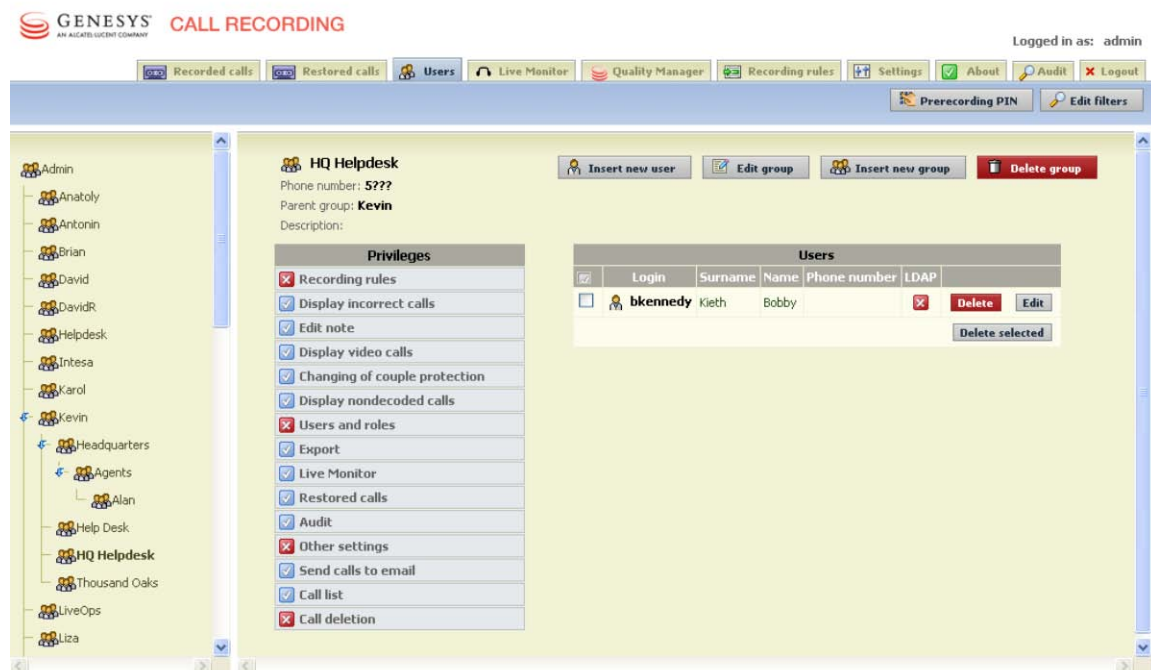 GENESYS
AN ALCATEL-LUCENT COMPANY
CALL RECORDING
Logged in as: admin
Recorded calls Restored calls Users Live Monitor Quality Manager Recording rules Settings About Audit Logout
Prerecording PIN Edit filters
Admin
Anatoly
Antonin
Brian
David
DavidR
Helpdesk
Intesa
Karol
Kevin
Headquarters
Agents
Alan
Help Desk
HQ Helpdesk
Thousand Oaks
LiveOps
Liza
HQ Helpdesk
Phone number: 5???
Parent group: Kevin
Description:
Insert new user Edit group Insert new group Delete group
Privileges
Recording rules
Display incorrect calls
Edit note
Display video calls
Changing of couple protection
Display nondecoded calls
Users and roles
Export
Live Monitor
Restored calls
Audit
Other settings
Send calls to email
Call list
Call deletion
Users
Login Surname Name Phone number LDAP
bkennedy Kieth Bobby Delete Edit
Delete selected